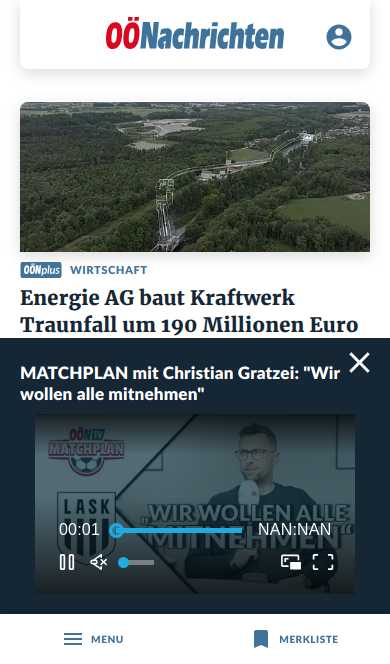 OÖNachrichten
OÖNplus WIRTSCHAFT
Energie AG baut Kraftwerk
Traunfall um 190 Millionen Euro
MATCHPLAN mit Christian Gratzei: "Wir
wollen alle mitnehmen"
OÖN TV
MATCHPLAN
LASK
„WIR WOLLEN ALLE
MITNEHMEN"
00:01
NAN:NAN
MENU
MERKLISTE